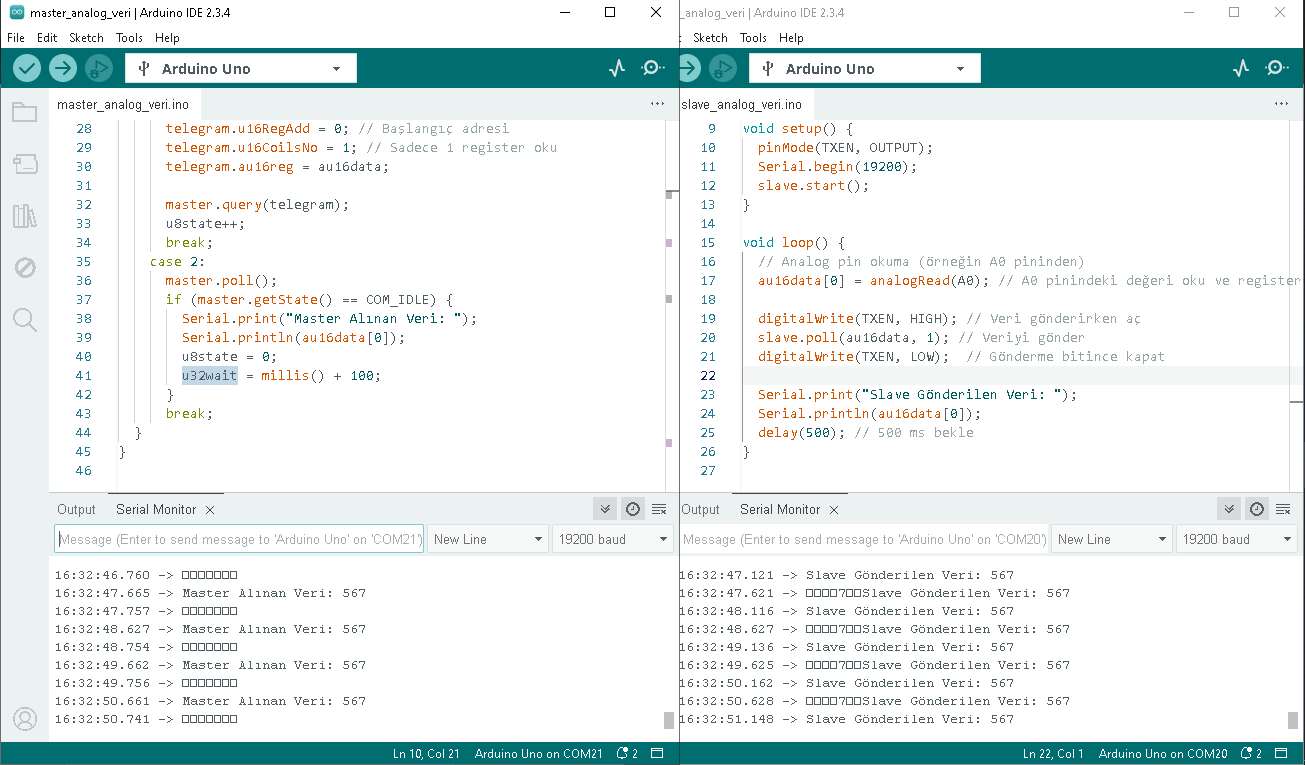 master_analog_veri | Arduino IDE 2.3.4
File Edit Sketch Tools Help
Arduino Uno
master_analog_veri.ino
28 telegram.u16RegAdd = 0; // Başlangıç adresi
29 telegram.u16CoilsNo = 1; // Sadece 1 register oku
30 telegram.au16reg = au16data;
31
32 master.query(telegram);
33 u8state++;
34 break;
35 case 2:
36 master.poll();
37 if (master.getState() == COM_IDLE) {
38 Serial.print("Master Alınan Veri: ");
39 Serial.println(au16data[0]);
40 u8state = 0;
41 u32wait = millis() + 100;
42 }
43 break;
44 }
45 }
46
Output Serial Monitor
Message (Enter to send message to 'Arduino Uno' on 'COM21') New Line 19200 baud
16:32:46.760 -> □□□□□□□
16:32:47.665 -> Master Alınan Veri: 567
16:32:47.757 -> □□□□□□□
16:32:48.627 -> Master Alınan Veri: 567
16:32:48.754 -> □□□□□□□
16:32:49.662 -> Master Alınan Veri: 567
16:32:49.756 -> □□□□□□□
16:32:50.661 -> Master Alınan Veri: 567
16:32:50.741 -> □□□□□□□
Ln 10, Col 21 Arduino Uno on COM21 2
_analog_veri | Arduino IDE 2.3.4
t Sketch Tools Help
Arduino Uno
slave_analog_veri.ino
9 void setup() {
10 pinMode(TXEN, OUTPUT);
11 Serial.begin(19200);
12 slave.start();
13 }
14
15 void loop() {
16 // Analog pin okuma (örneğin A0 pininden)
17 au16data[0] = analogRead(A0); // A0 pinindeki değeri oku ve register
18
19 digitalWrite(TXEN, HIGH); // Veri gönderirken aç
20 slave.poll(au16data, 1); // Veriyi gönder
21 digitalWrite(TXEN, LOW); // Gönderme bitince kapat
22
23 Serial.print("Slave Gönderilen Veri: ");
24 Serial.println(au16data[0]);
25 delay(500); // 500 ms bekle
26 }
27
Output Serial Monitor
Message (Enter to send message to 'Arduino Uno' on 'COM20') New Line 19200 baud
16:32:47.121 -> Slave Gönderilen Veri: 567
16:32:47.621 -> □□□□7□□Slave Gönderilen Veri: 567
16:32:48.116 -> Slave Gönderilen Veri: 567
16:32:48.627 -> □□□□7□□Slave Gönderilen Veri: 567
16:32:49.136 -> Slave Gönderilen Veri: 567
16:32:49.625 -> □□□□7□□Slave Gönderilen Veri: 567
16:32:50.162 -> Slave Gönderilen Veri: 567
16:32:50.628 -> □□□□7□□Slave Gönderilen Veri: 567
16:32:51.148 -> Slave Gönderilen Veri: 567
Ln 22, Col 1 Arduino Uno on COM20 2